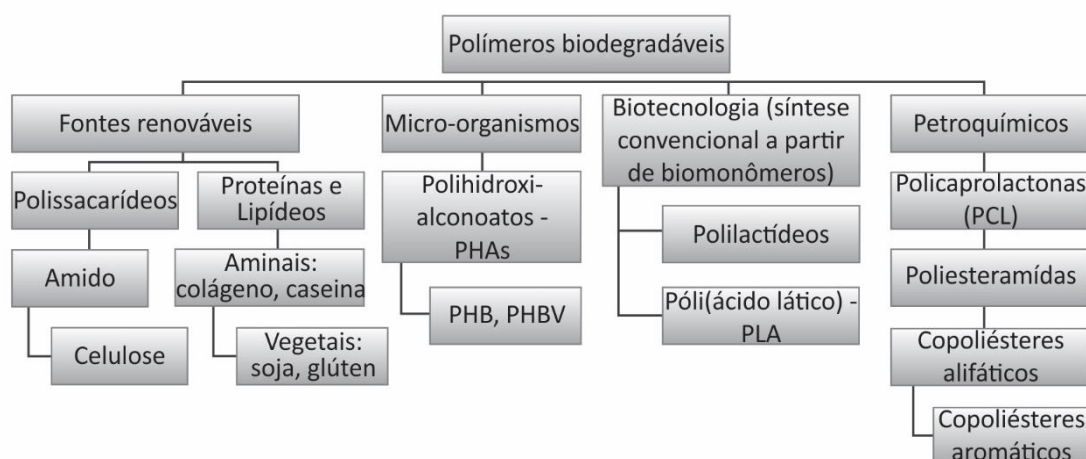 Polímeros biodegradáveis
Fontes renováveis
Micro-organismos
Biotecnologia (síntese
convencional a partir
de biomonômeros)
Petroquímicos
Polissacarídeos
Proteínas e
Lipídeos
Polihidroxi-
alconoatos -
PHAs
Policaprolactonas
(PCL)
Polilactídeos
Amido
Aminais:
colágeno, caseina
Poliesteramídas
PHB, PHBV
Póli(ácido lático) -
PLA
Celulose
Vegetais:
soja, glúten
Copoliésteres
alifáticos
Copoliésteres
aromáticos